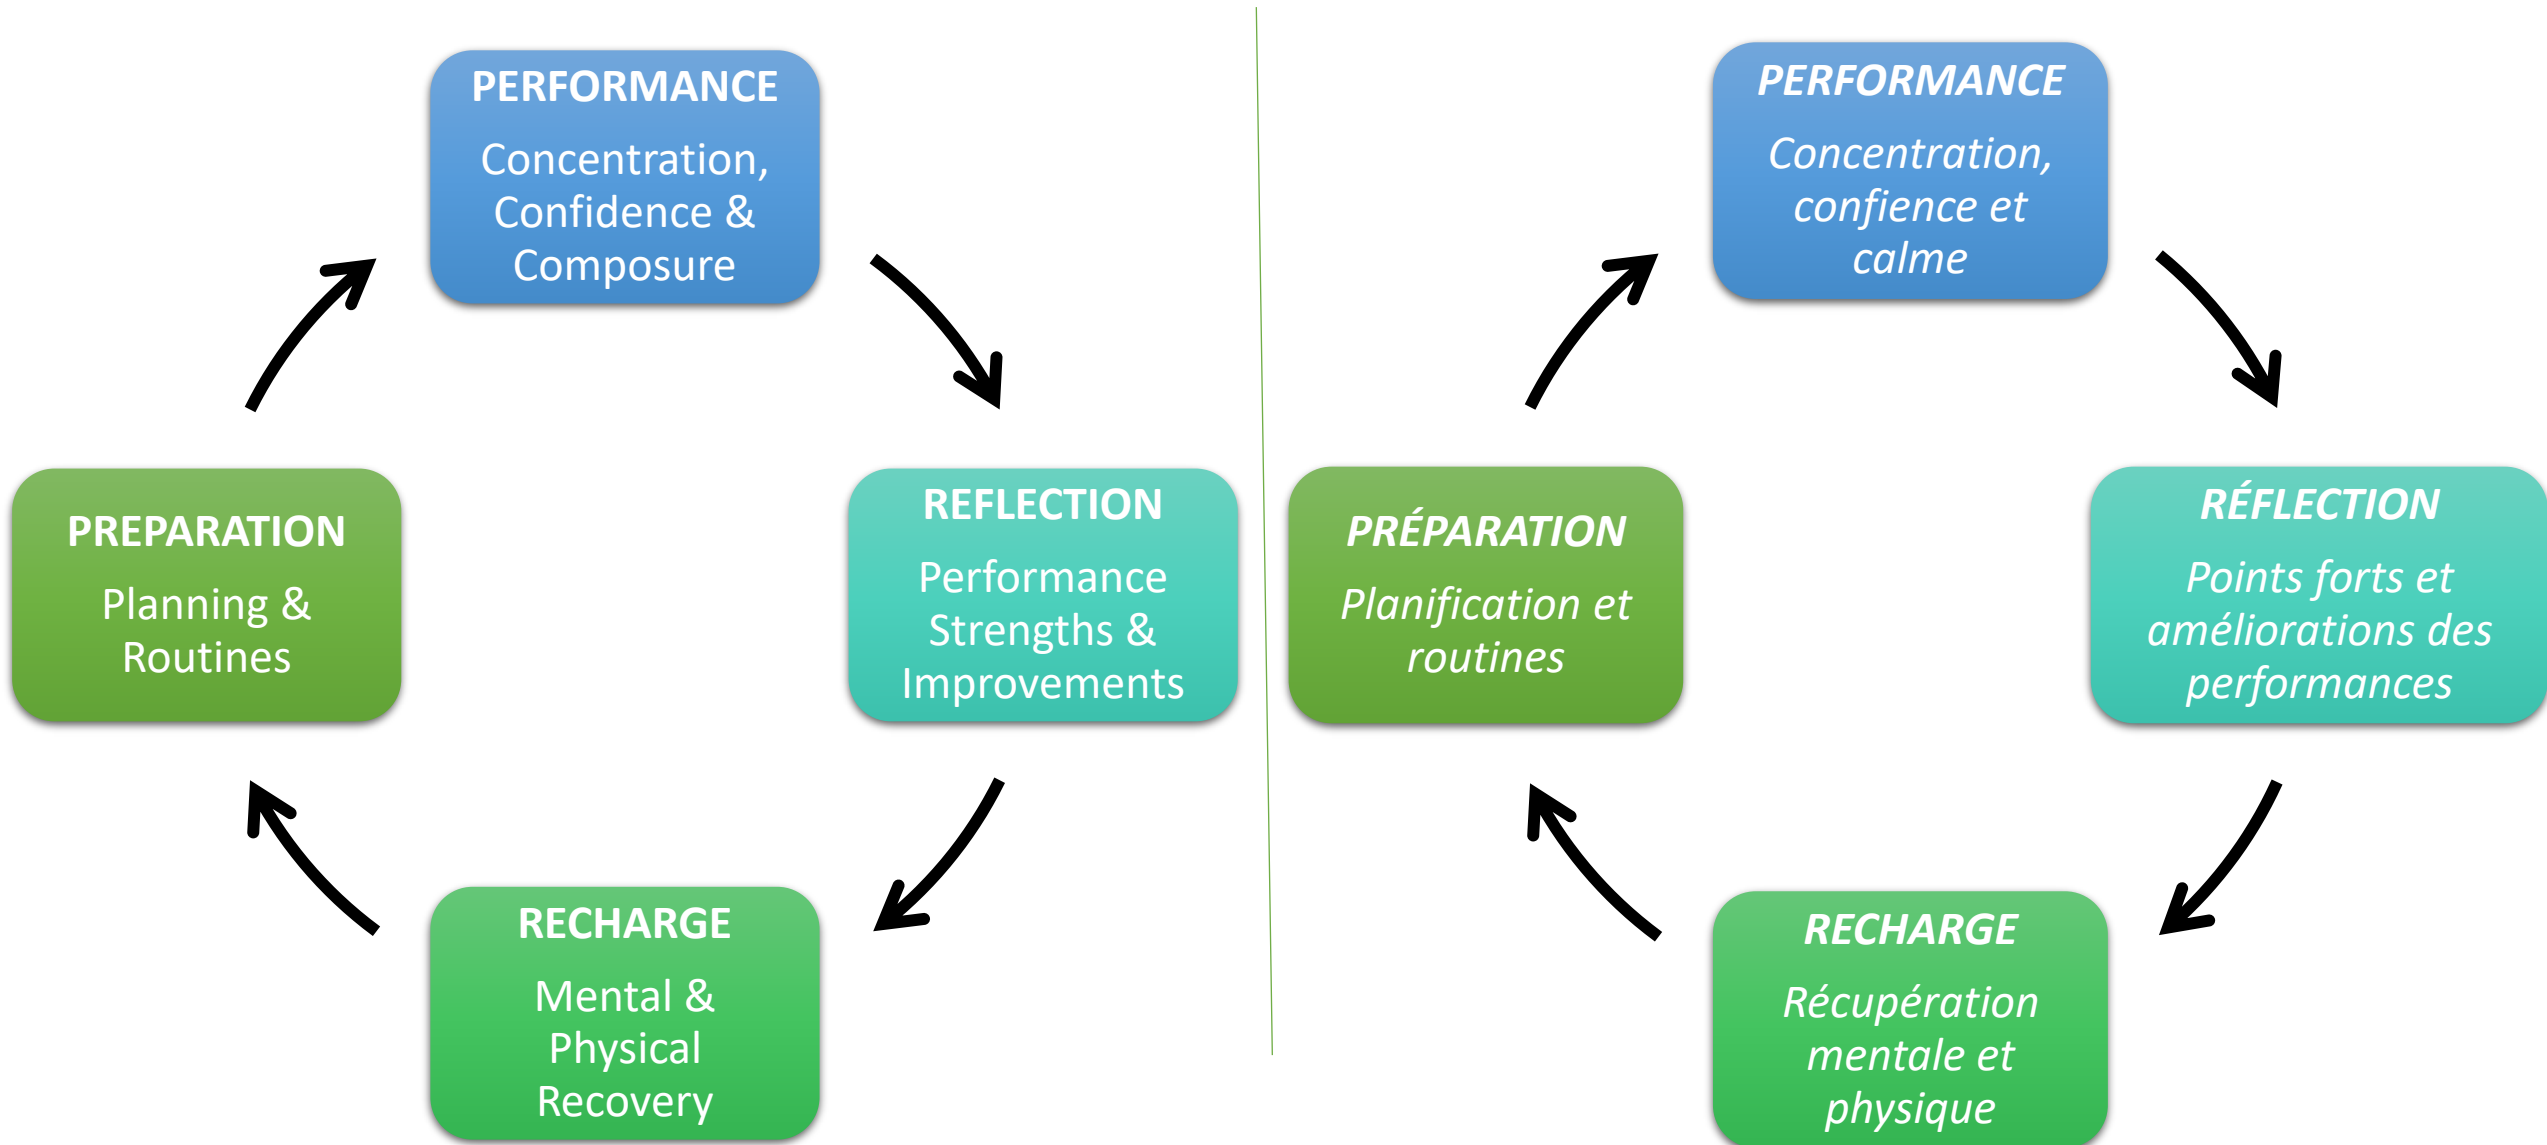 PERFORMANCE
Concentration,
Confidence &
Composure
PREPARATION
Planning &
Routines
REFLECTION
Performance
Strengths &
Improvements
RECHARGE
Mental &
Physical
Recovery
PERFORMANCE
Concentration,
confience et
calme
PRÉPARATION
Planification et
routines
RÉFLECTION
Points forts et
améliorations des
performances
RECHARGE
Récupération
mentale et
physique